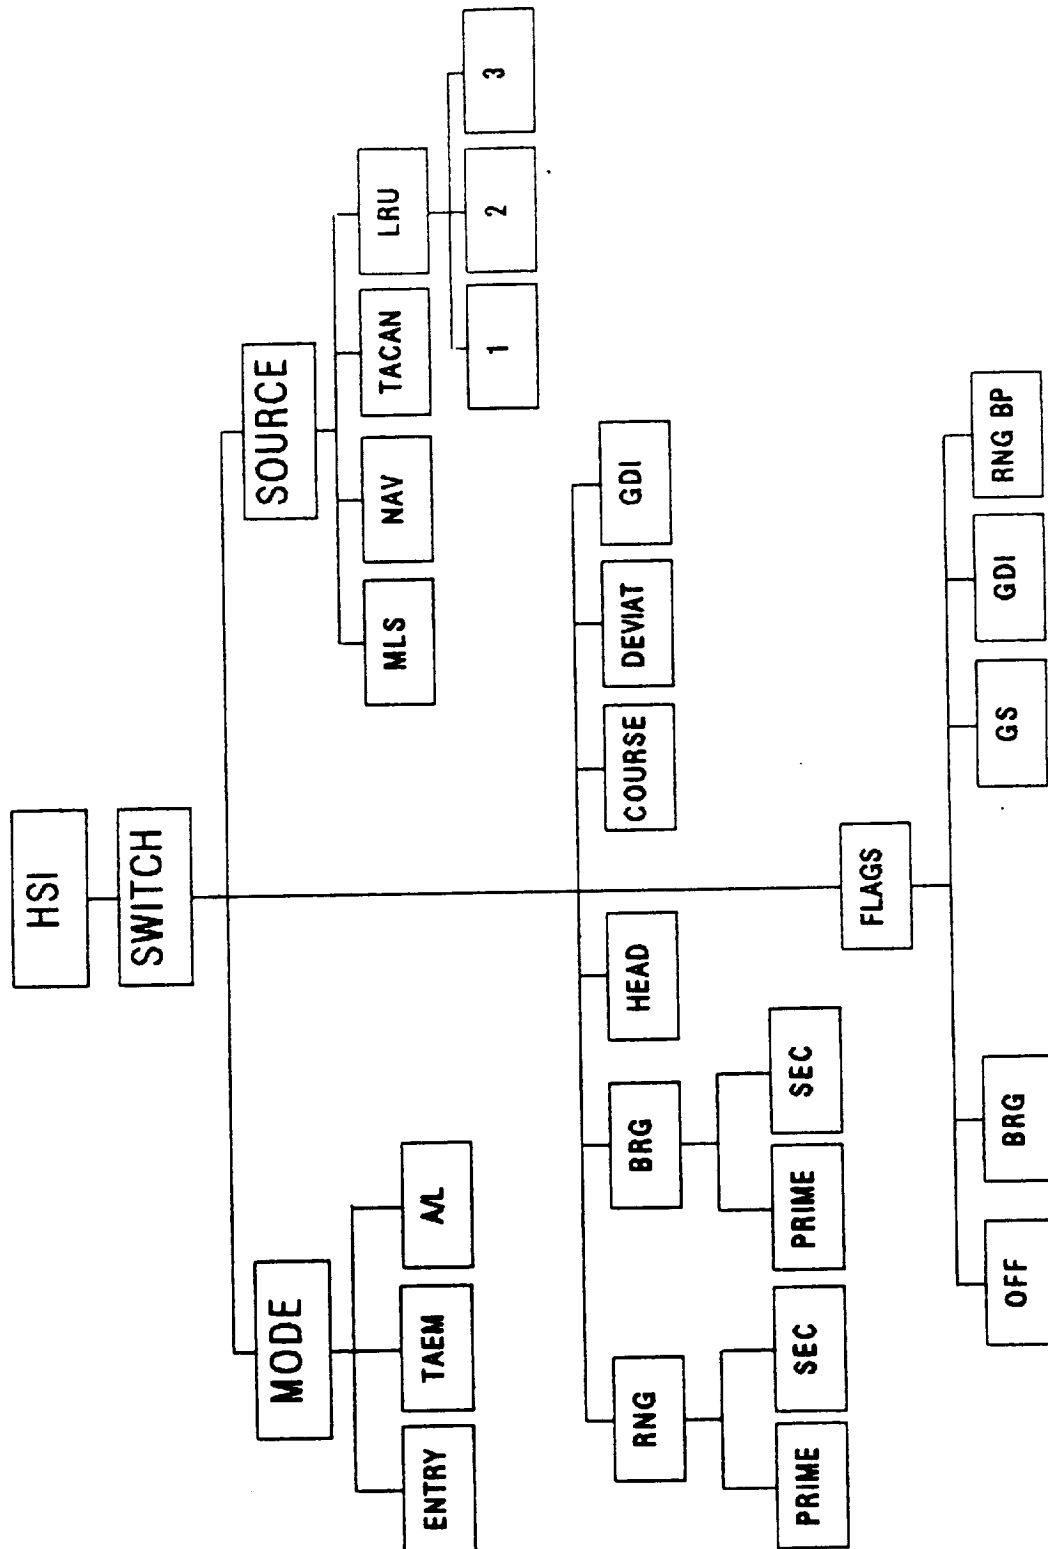 HSI
SWITCH
MODE
SOURCE
ENTRY
TAEM
A/L
MLS
NAV
TACAN
LRU
1
2
3
RNG
BRG
HEAD
COURSE
DEVIAT
GDI
PRIME
SEC
PRIME
SEC
FLAGS
OFF
BRG
GS
GDI
RNG BP